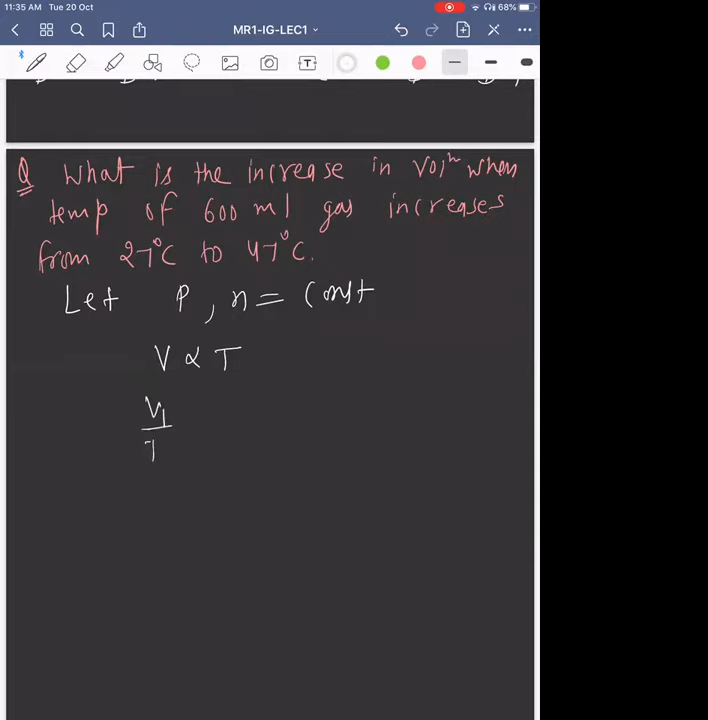 11:35 AM Tue 20 Oct 68%
MR1-IG-LEC1
T
Q What is the increase in volm when
temp of 600 ml gas increases
from 27°C to 47°C.
Let P, n = Const
V ∝ T
V1
T